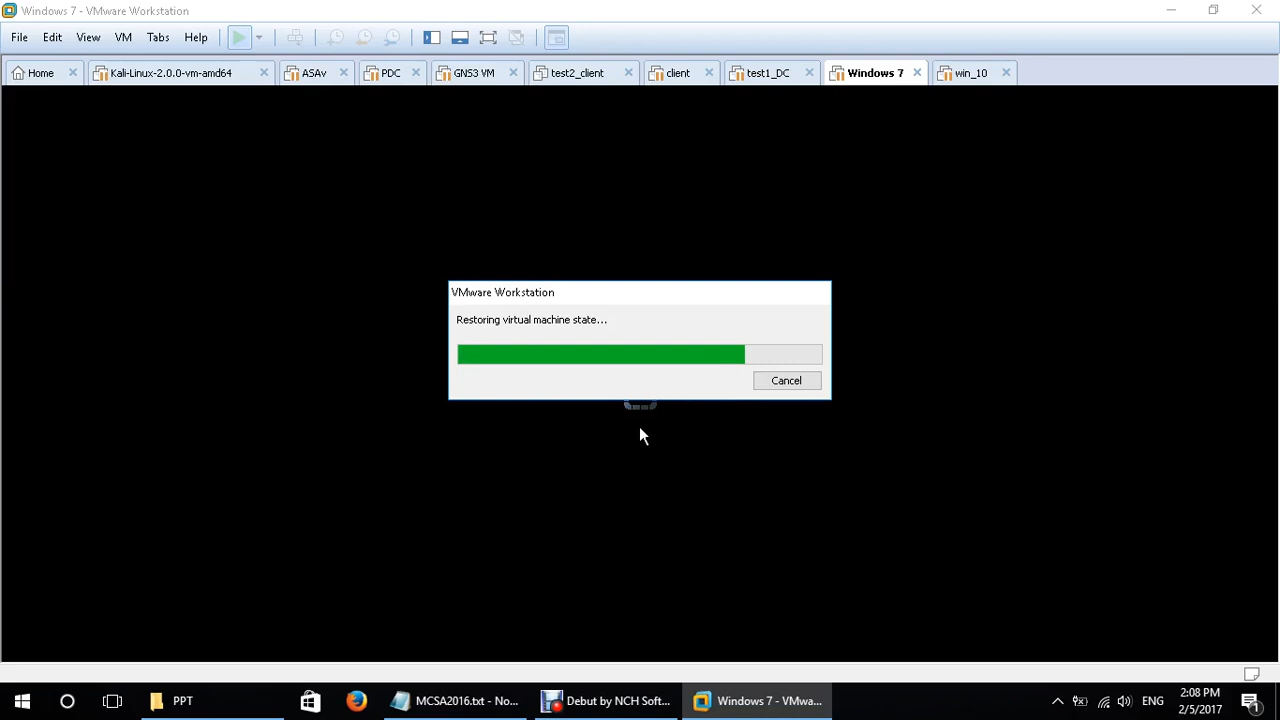 Windows 7 - VMware Workstation
File Edit View VM Tabs Help
Home Kali-Linux-2.0.0-vm-amd64 ASAv PDC GNS3 VM test2_client client test1_DC Windows 7 win_10
VMware Workstation
Restoring virtual machine state...
Cancel
PPT MCSA2016.txt - No... Debut by NCH Soft... Windows 7 - VMwa... ENG 2:08 PM
2/5/2017
1